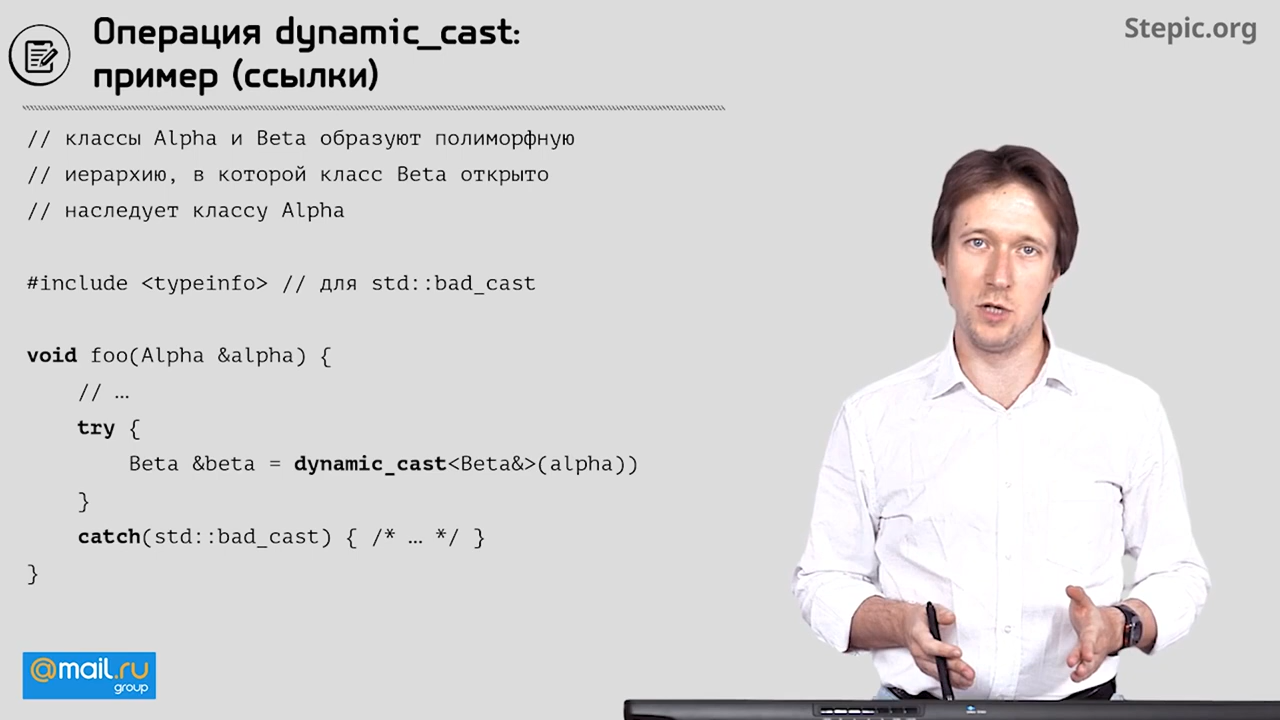 Операция dynamic_cast:
пример (ссылки)
Stepic.org
// классы Alpha и Beta образуют полиморфную
// иерархию, в которой класс Beta открыто
// наследует классу Alpha
#include <typeinfo> // для std::bad_cast
void foo(Alpha &alpha) {
// …
try {
Beta &beta = dynamic_cast<Beta&>(alpha))
}
catch(std::bad_cast) { /* … */ }
}
@mail.ru
group